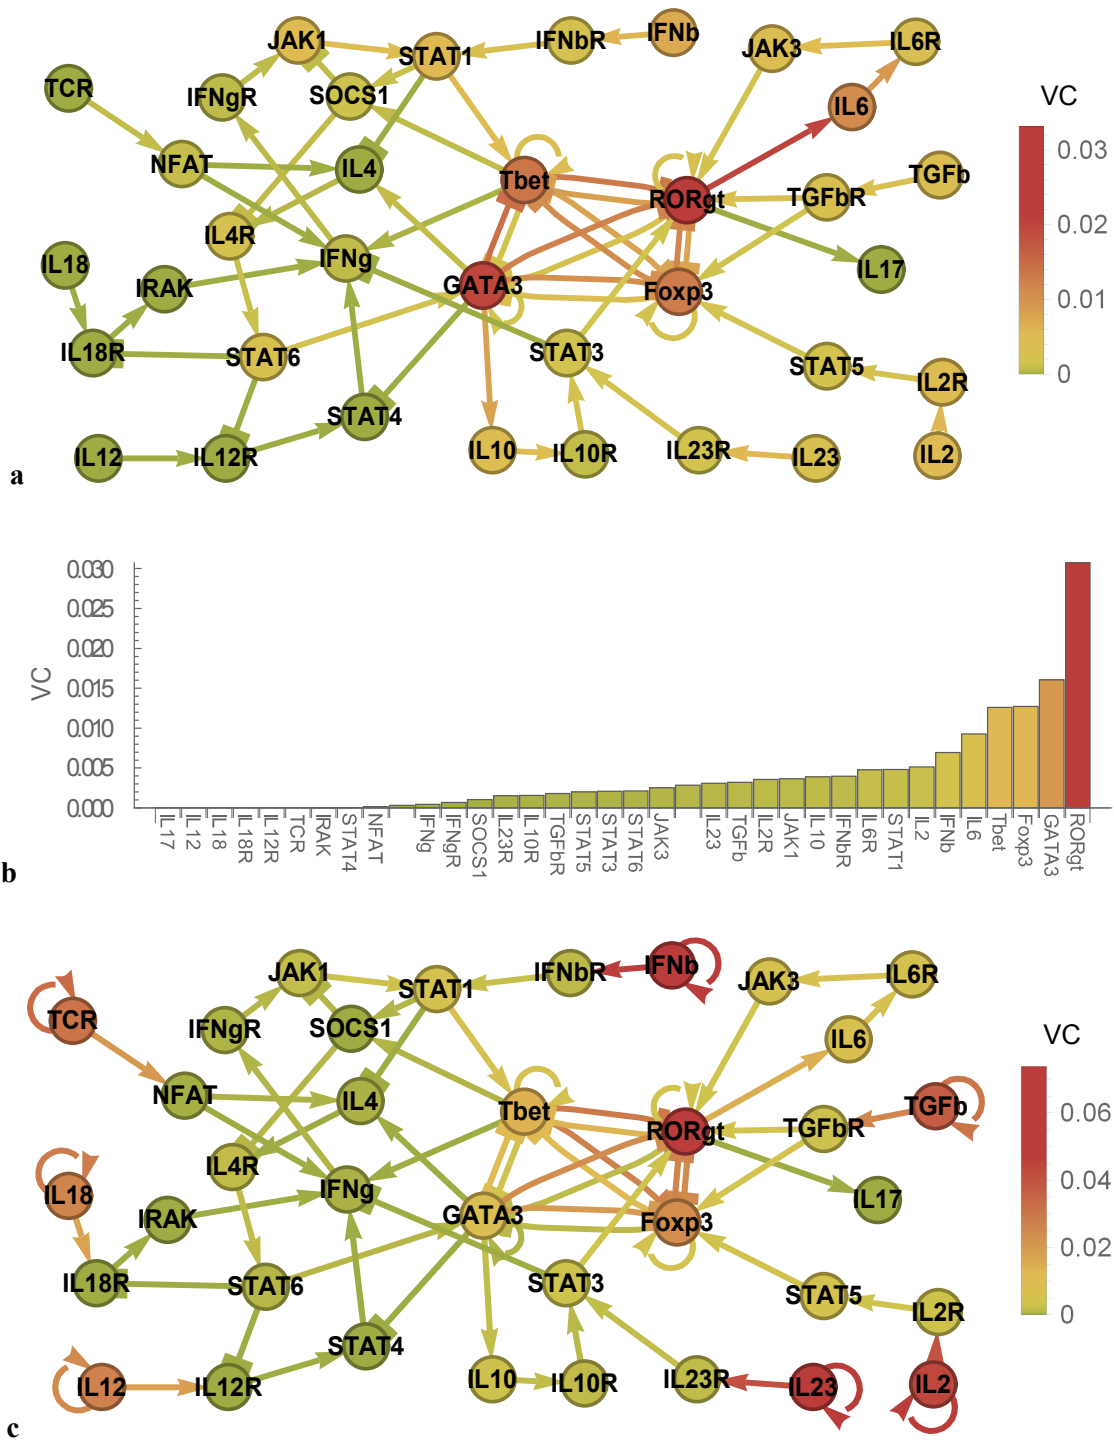 JAK1
STAT1
IFNbR
IFNb
JAK3
IL6R
TCR
IFNgR
SOCS1
IL6
VC
NFAT
IL4
Tbet
RORgt
TGFbR
TGFb
0.03
0.02
0.01
0
IL4R
IFNg
IL18
IRAK
GATA3
Foxp3
IL17
IL18R
STAT6
STAT3
STAT5
IL2R
STAT4
IL12
IL12R
IL10
IL10R
IL23R
IL23
IL2
a
0.030
0.025
0.020
0.015
0.010
0.005
0.000
VC
IL17
IL12
IL18
IL18R
IL12R
TCR
IRAK
STAT4
NFAT
IFNg
IFNgR
SOCS1
IL23R
IL10R
TGFbR
STAT5
STAT3
STAT6
JAK3
IL23
TGFb
IL2R
JAK1
IL10
IFNbR
IL6R
STAT1
IL2
IFNb
IL6
Tbet
Foxp3
GATA3
RORgt
b
JAK1
STAT1
IFNbR
IFNb
JAK3
IL6R
TCR
IFNgR
SOCS1
IL6
VC
NFAT
IL4
Tbet
RORgt
TGFbR
TGFb
0.06
0.04
0.02
0
IL4R
IFNg
IL18
IRAK
GATA3
Foxp3
IL17
IL18R
STAT6
STAT3
STAT5
IL2R
STAT4
IL12
IL12R
IL10
IL10R
IL23R
IL23
IL2
c